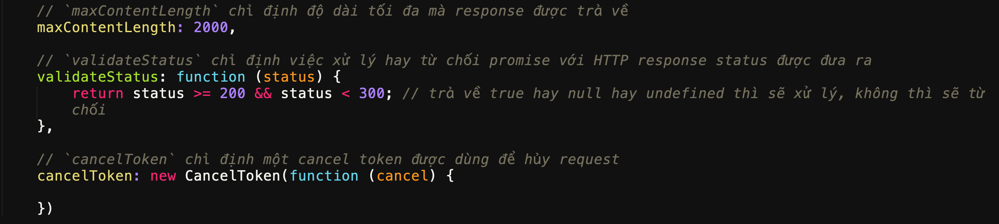 // `maxContentLength` chỉ định độ dài tối đa mà response được trả về
maxContentLength: 2000,
// `validateStatus` chỉ định việc xử lý hay từ chối promise với HTTP response status được đưa ra
validateStatus: function (status) {
return status >= 200 && status < 300; // trả về true hay null hay undefined thì sẽ xử lý, không thì sẽ từ
chối
},
// `cancelToken` chỉ định một cancel token được dùng để hủy request
cancelToken: new CancelToken(function (cancel) {
})